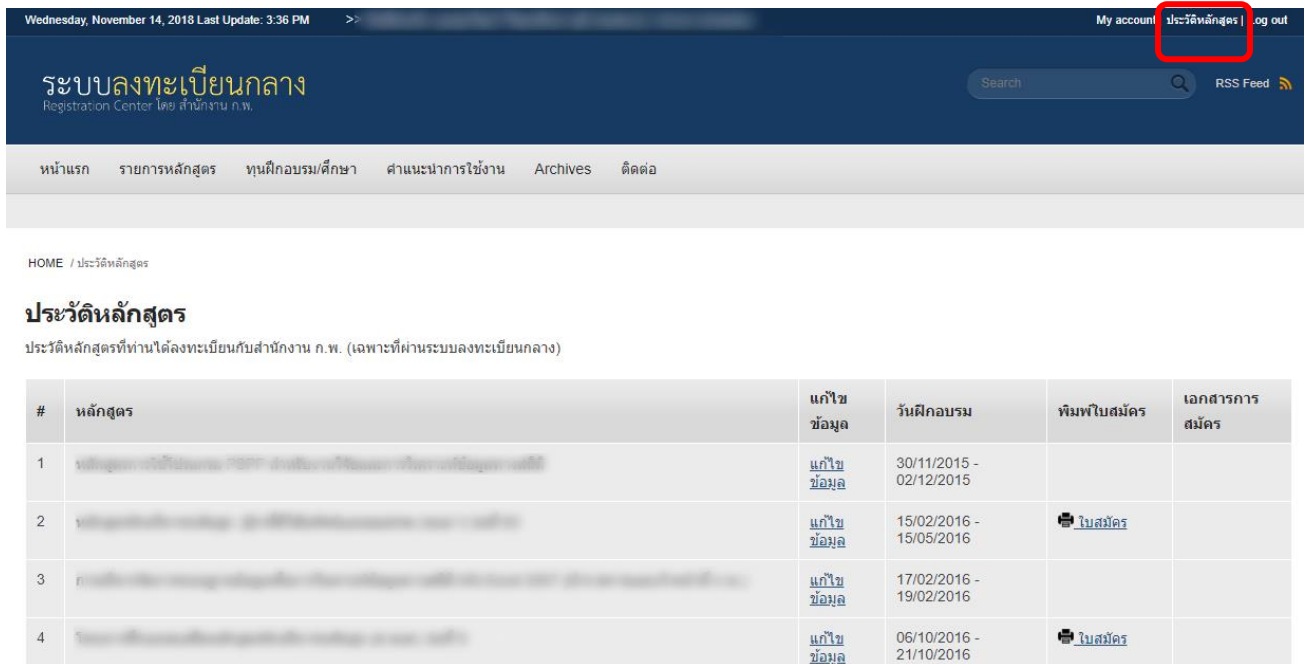 Wednesday, November 14, 2018 Last Update: 3:36 PM >>
My account ประวัติหลักสูตร | Log out
ระบบลงทะเบียนกลาง
Registration Center โดย สำนักงาน ก.พ.
Search
RSS Feed
หน้าแรก รายการหลักสูตร ทุนฝึกอบรม/ศึกษา คำแนะนำการใช้งาน Archives ติดต่อ
HOME / ประวัติหลักสูตร
ประวัติหลักสูตร
ประวัติหลักสูตรที่ท่านได้ลงทะเบียนกับสำนักงาน ก.พ. (เฉพาะที่ผ่านระบบลงทะเบียนกลาง)
# หลักสูตร แก้ไขข้อมูล วันฝึกอบรม พิมพ์ใบสมัคร เอกสารการสมัคร
1 แก้ไขข้อมูล 30/11/2015 - 02/12/2015
2 แก้ไขข้อมูล 15/02/2016 - 15/05/2016 ใบสมัคร
3 แก้ไขข้อมูล 17/02/2016 - 19/02/2016
4 แก้ไขข้อมูล 06/10/2016 - 21/10/2016 ใบสมัคร